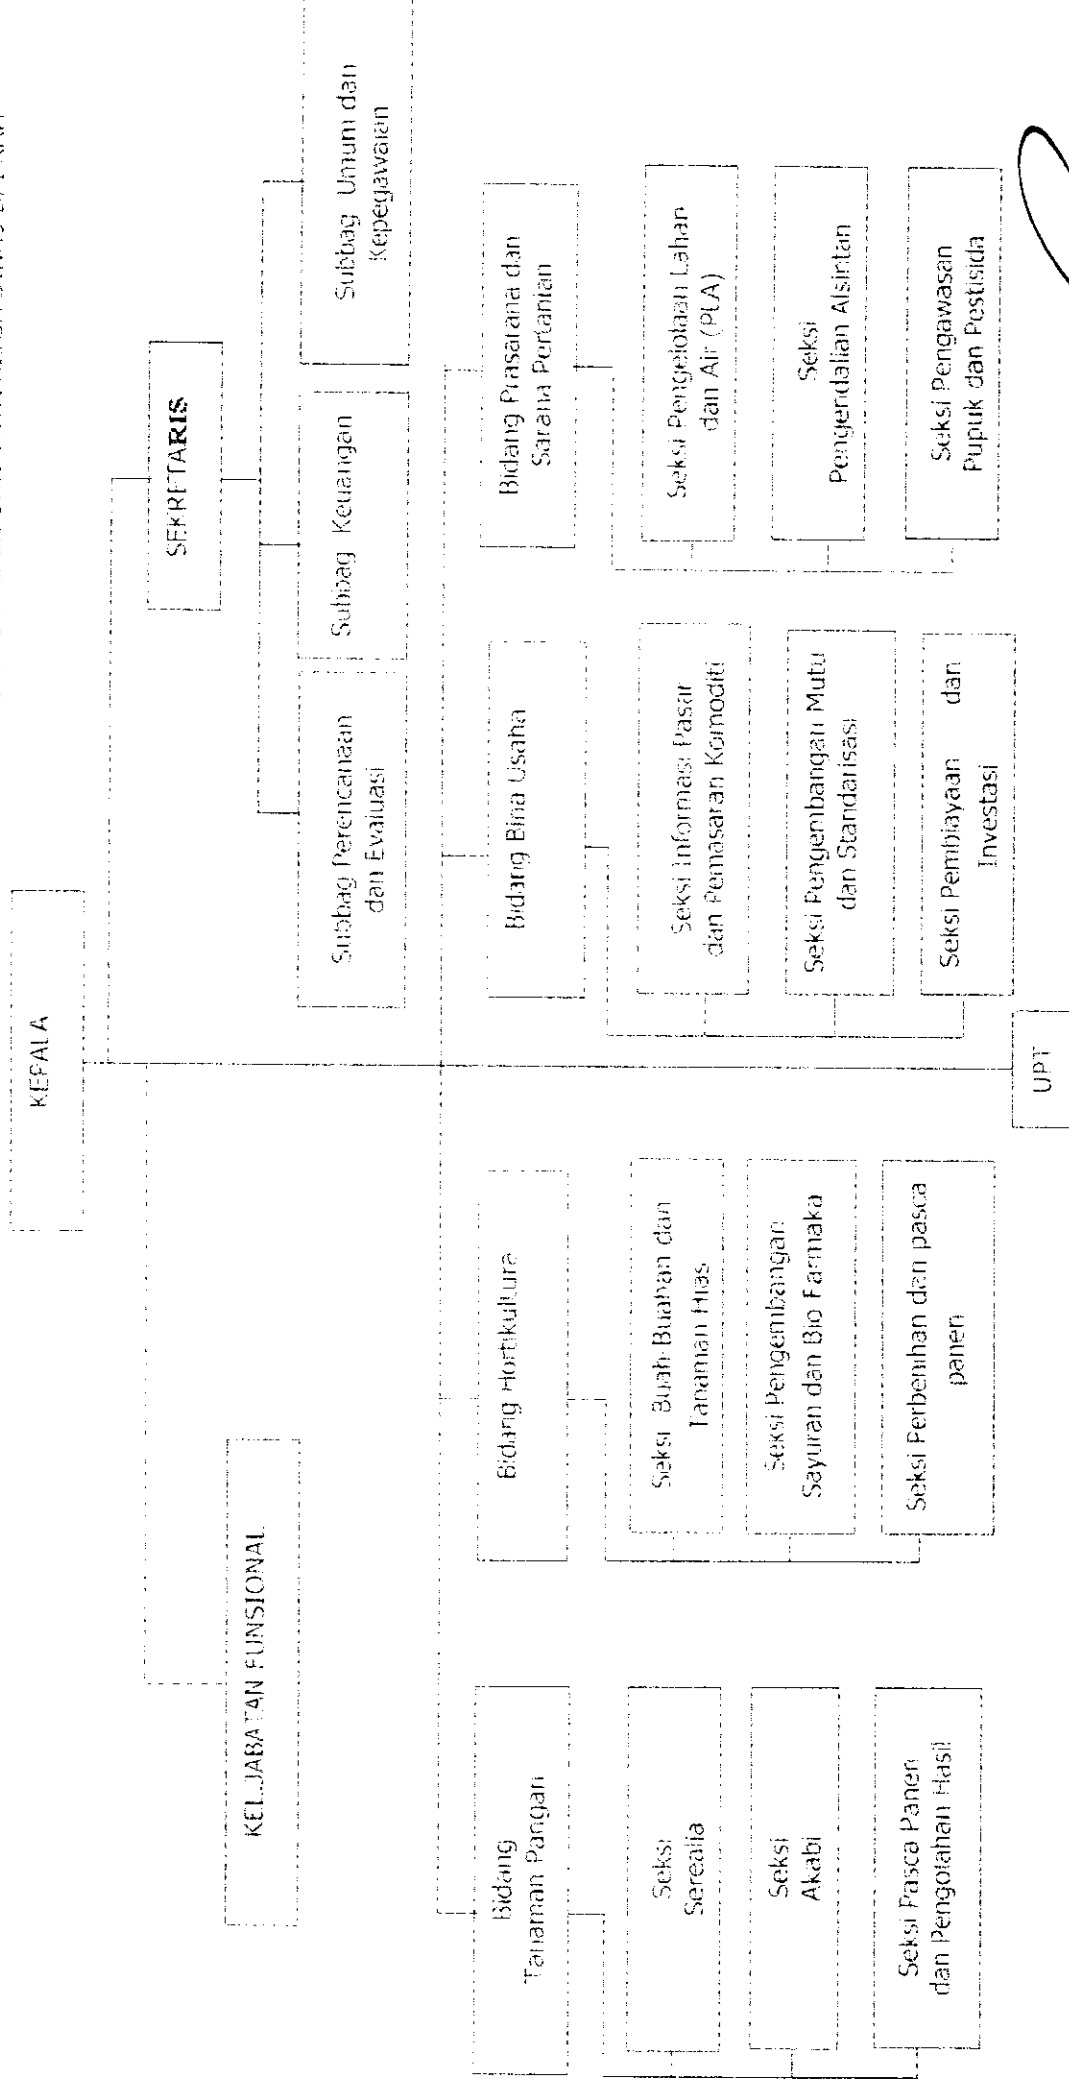 KEPALA
SEKRETARIS
KEL.JABATAN FUNSIONAL
Subbag Perencanaan
dan Evaluasi
Subbag Keuangan
Subbag Umum dan
Kepegawaian
Bidang
Tanaman Pangan
Bidang Hortikultura
Bidang Bina Usaha
Bidang Prasarana dan
Sarana Pertanian
Seksi
Serealia
Seksi
Akabi
Seksi Pasca Panen
dan Pengolahan Hasil
Seksi Buah-Buahan dan
Tanaman Hias
Seksi Pengembangan
Sayuran dan Bio Farmaka
Seksi Perbenihan dan pasca
panen
Seksi Informasi Pasar
dan Pemasaran Komoditi
Seksi Pengembangan Mutu
dan Standarisasi
Seksi Pembiayaan dan
Investasi
Seksi Pengelolaan Lahan
dan Air (PLA)
Seksi
Pengendalian Alsintan
Seksi Pengawasan
Pupuk dan Pestisida
UPT